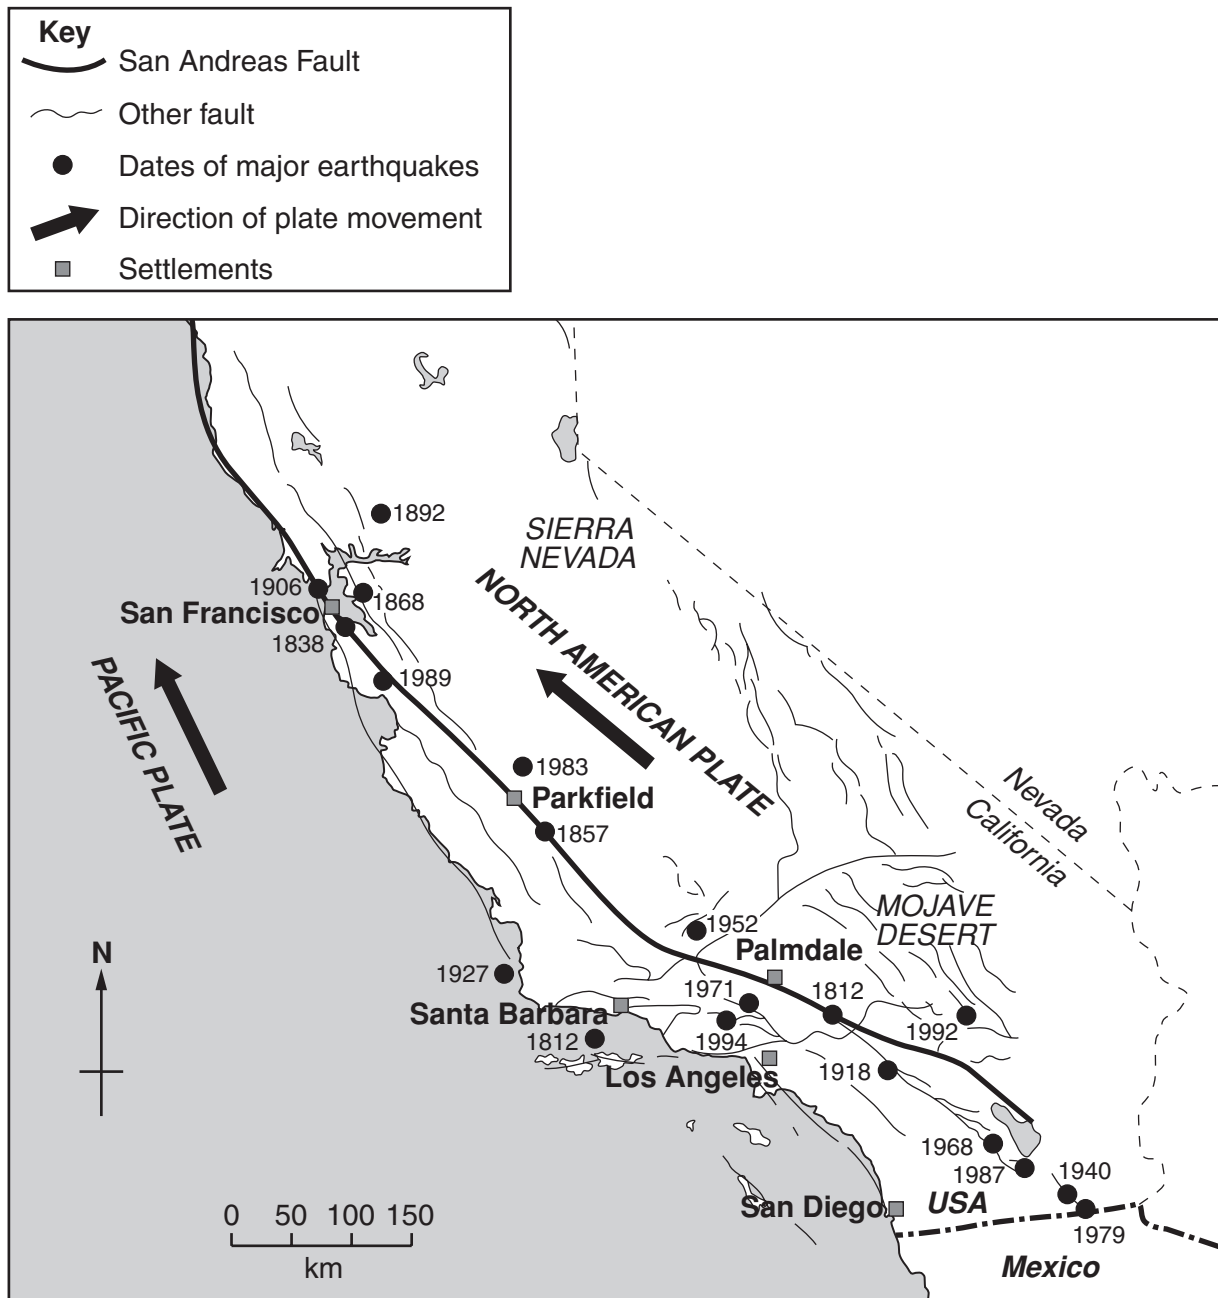 Key
San Andreas Fault
Other fault
Dates of major earthquakes
Direction of plate movement
Settlements
1892
SIERRA
NEVADA
1906
1868
San Francisco
1838
NORTH AMERICAN PLATE
PACIFIC PLATE
1989
1983
Parkfield
1857
Nevada
California
MOJAVE
DESERT
1952
Palmdale
N
1927
1971
1812
Santa Barbara
1992
1812
1994
Los Angeles
1918
1968
1987
1940
San Diego
USA
1979
0 50 100 150
km
Mexico